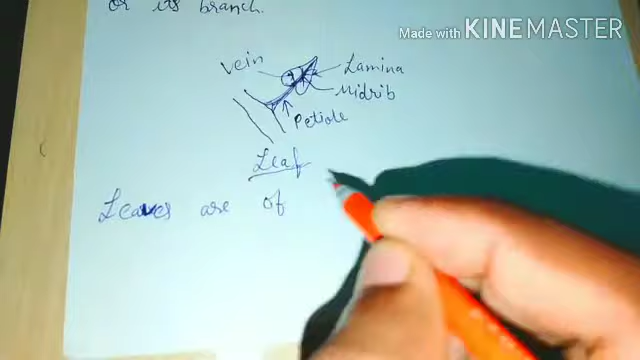 or its branch.
Made with KINEMASTER
Vein
Lamina
Midrib
Petiole
Leaf
Leaves are of